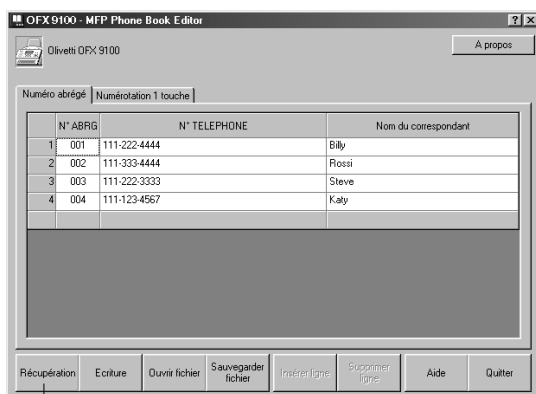 OFX 9100 - MFP Phone Book Editor
? x
Olivetti OFX 9100
A propos
Numéro abrégé
Numérotation 1 touche
N° ABRG N° TELEPHONE Nom du correspondant
1 001 111-222-4444 Billy
2 002 111-333-4444 Rossi
3 003 111-222-3333 Steve
4 004 111-123-4567 Katy
Récupération Ecriture Ouvrir fichier Sauvegarder fichier Insérer ligne Supprimer ligne Aide Quitter